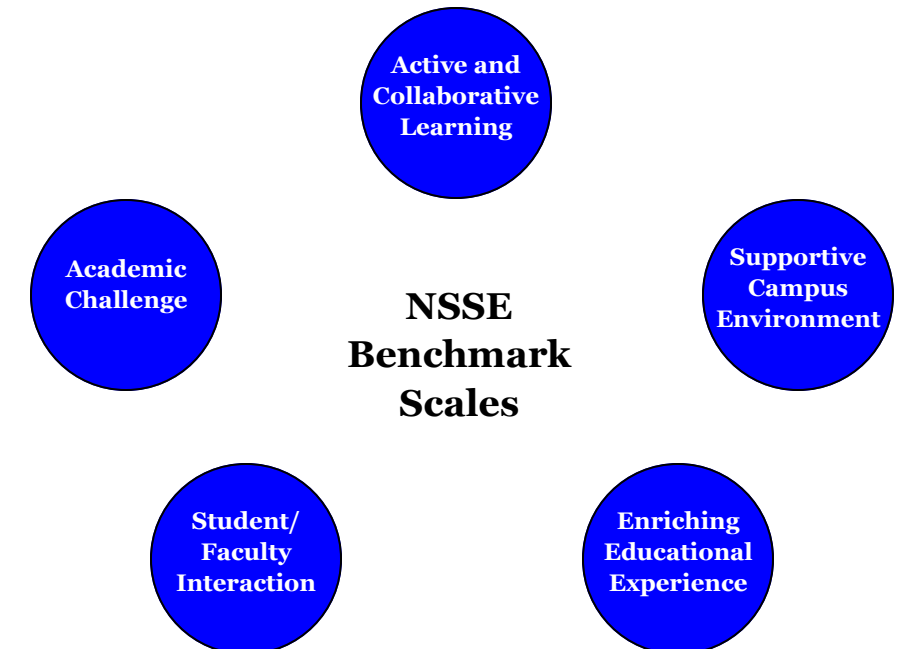 Active and
Collaborative
Learning
Academic
Challenge
Supportive
Campus
Environment
NSSE
Benchmark
Scales
Student/
Faculty
Interaction
Enriching
Educational
Experience